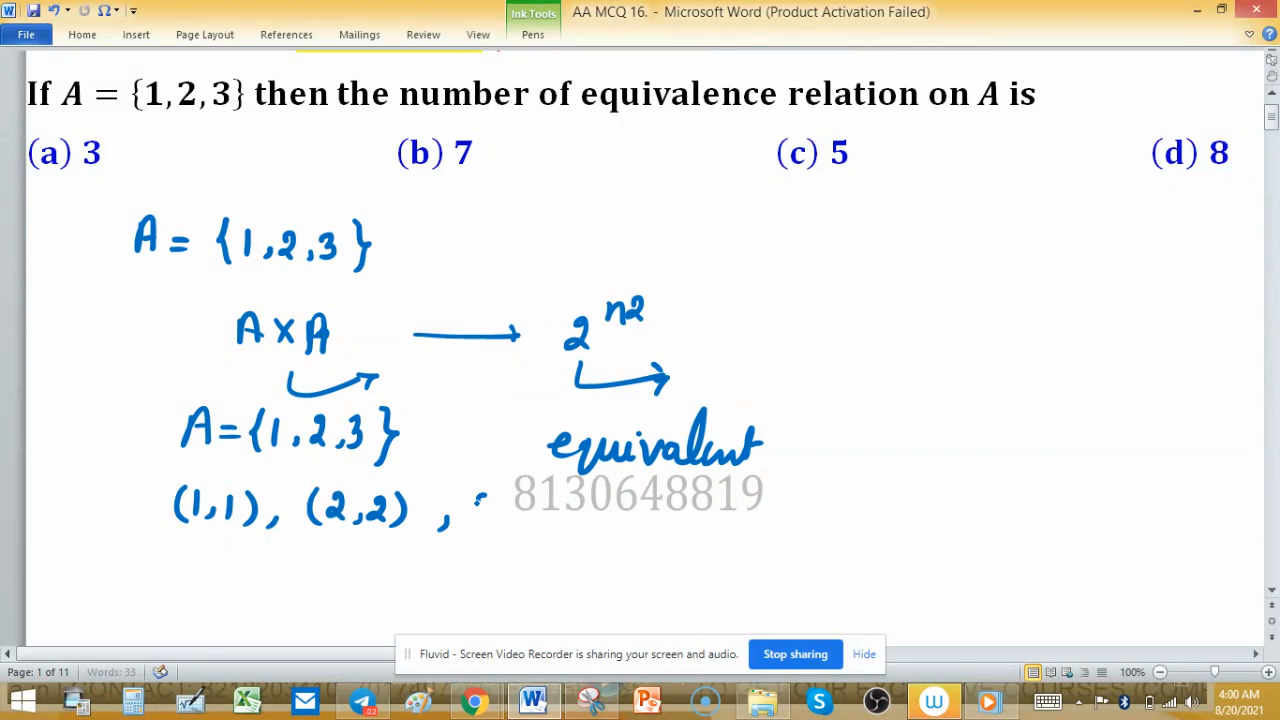 AA MCQ 16. - Microsoft Word (Product Activation Failed)
Ink Tools
File Home Insert Page Layout References Mailings Review View Pens
If A = {1, 2, 3} then the number of equivalence relation on A is
(a) 3 (b) 7 (c) 5 (d) 8
A = {1,2,3}
A×A → 2^n2
A={1,2,3} equivalent
(1,1), (2,2) ,
8130648819
Fluvid - Screen Video Recorder is sharing your screen and audio. Stop sharing Hide
Page: 1 of 11 Words: 33 100%
4:00 AM
8/20/2021